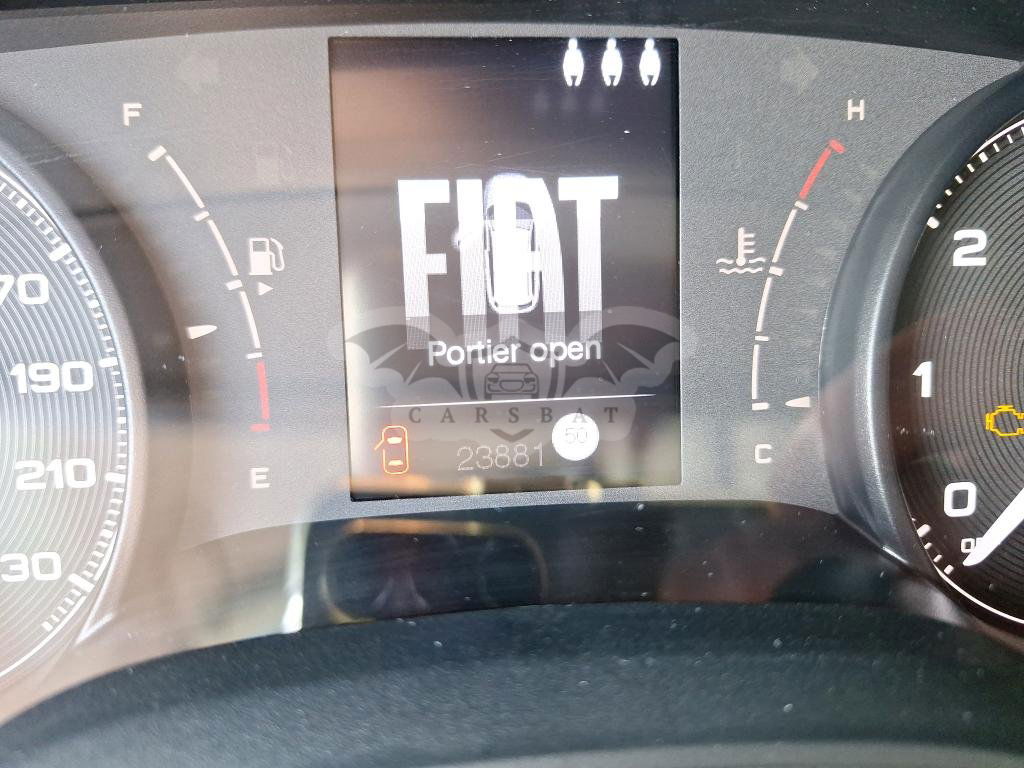 F
H
FIAT
70
2
Portier open
190
1
CARSBAT
50
23881
C
210
E
0
30